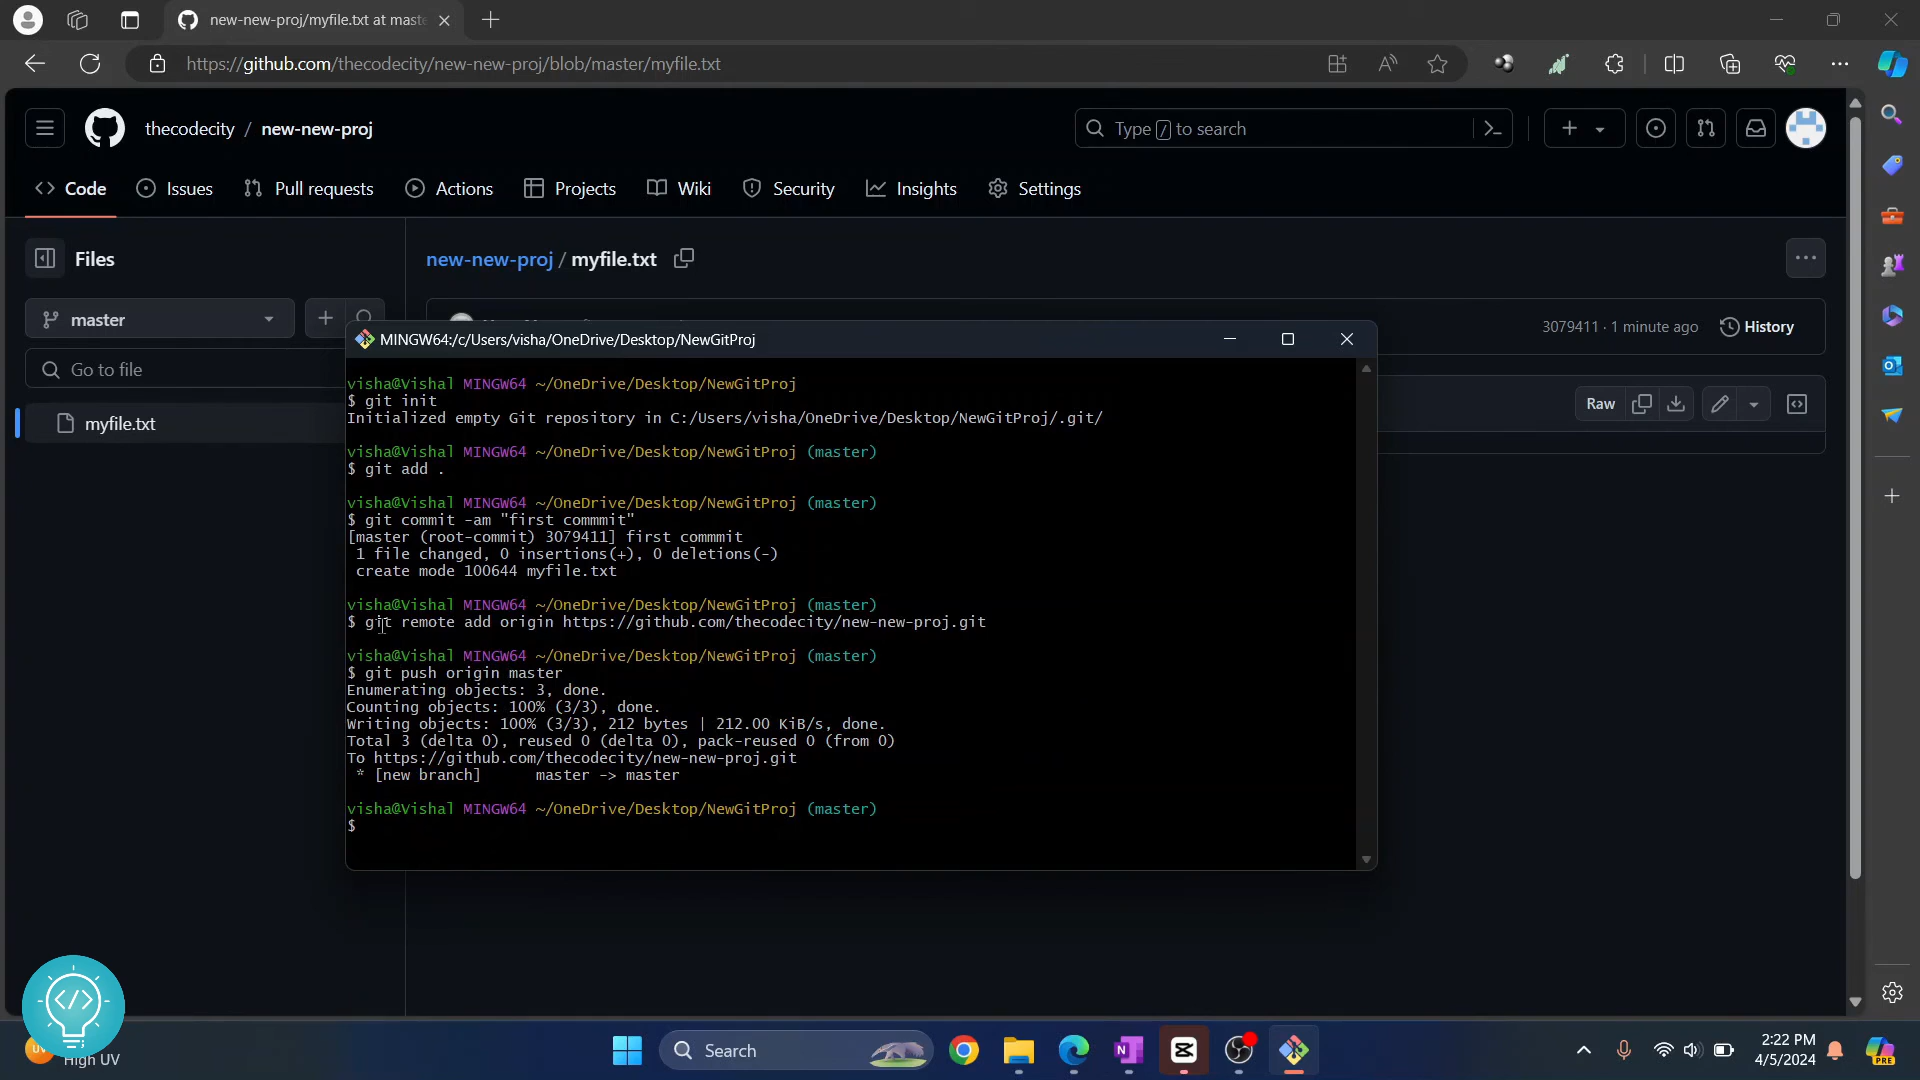 new-new-proj/myfile.txt at maste
https://github.com/thecodecity/new-new-proj/blob/master/myfile.txt
thecodecity / new-new-proj
Type / to search
Code
Issues
Pull requests
Actions
Projects
Wiki
Security
Insights
Settings
Files
new-new-proj / myfile.txt
master
3079411 · 1 minute ago
History
Go to file
Raw
myfile.txt
MINGW64:/c/Users/visha/OneDrive/Desktop/NewGitProj
visha@Vishal MINGW64 ~/OneDrive/Desktop/NewGitProj
$ git init
Initialized empty Git repository in C:/Users/visha/OneDrive/Desktop/NewGitProj/.git/
visha@Vishal MINGW64 ~/OneDrive/Desktop/NewGitProj (master)
$ git add .
visha@Vishal MINGW64 ~/OneDrive/Desktop/NewGitProj (master)
$ git commit -am "first commmit"
[master (root-commit) 3079411] first commmit
1 file changed, 0 insertions(+), 0 deletions(-)
create mode 100644 myfile.txt
visha@Vishal MINGW64 ~/OneDrive/Desktop/NewGitProj (master)
$ git remote add origin https://github.com/thecodecity/new-new-proj.git
visha@Vishal MINGW64 ~/OneDrive/Desktop/NewGitProj (master)
$ git push origin master
Enumerating objects: 3, done.
Counting objects: 100% (3/3), done.
Writing objects: 100% (3/3), 212 bytes | 212.00 KiB/s, done.
Total 3 (delta 0), reused 0 (delta 0), pack-reused 0 (from 0)
To https://github.com/thecodecity/new-new-proj.git
* [new branch] master -> master
visha@Vishal MINGW64 ~/OneDrive/Desktop/NewGitProj (master)
$
</> 
High UV
Search
2:22 PM
4/5/2024
PRE